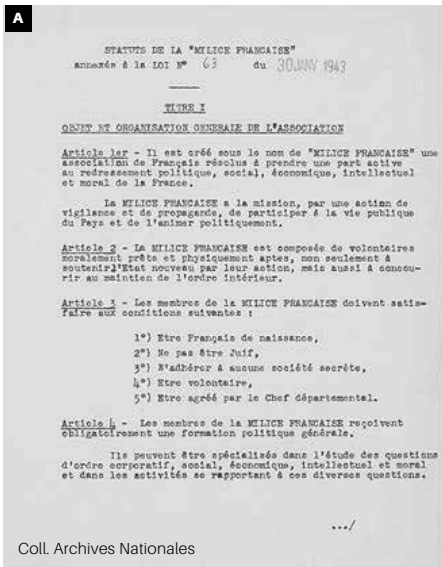 A
STATUTS DE LA "MILICE FRANCAISE"
annexés à la LOI N° 63 du 30 JANV 1943
TITRE I
OBJET ET ORGANISATION GENERALE DE L'ASSOCIATION
Article 1er - Il est créé sous le nom de "MILICE FRANCAISE" une
association de Français résolus à prendre une part active
au redressement politique, social, économique, intellectuel
et moral de la France.
La MILICE FRANCAISE a la mission, par une action de
vigilance et de propagande, de participer à la vie publique
du Pays et de l'animer politiquement.
Article 2 - La MILICE FRANCAISE est composée de volontaires
moralement prêts et physiquement aptes, non seulement à
soutenir l'Etat nouveau par leur action, mais aussi à concou-
rir au maintien de l'ordre intérieur.
Article 3 - Les membres de la MILICE FRANCAISE doivent satis-
faire aux conditions suivantes :
1°) Etre Français de naissance,
2°) Ne pas être Juif,
3°) N'adhérer à aucune société secrète,
4°) Etre volontaire,
5°) Etre agréé par le Chef départemental.
Article 4 - Les membres de la MILICE FRANCAISE reçoivent
obligatoirement une formation politique générale.
Ils peuvent être spécialisés dans l'étude des questions
d'ordre corporatif, social, économique, intellectuel et moral
et dans les activités se rapportant à ces diverses questions.
.../
Coll. Archives Nationales